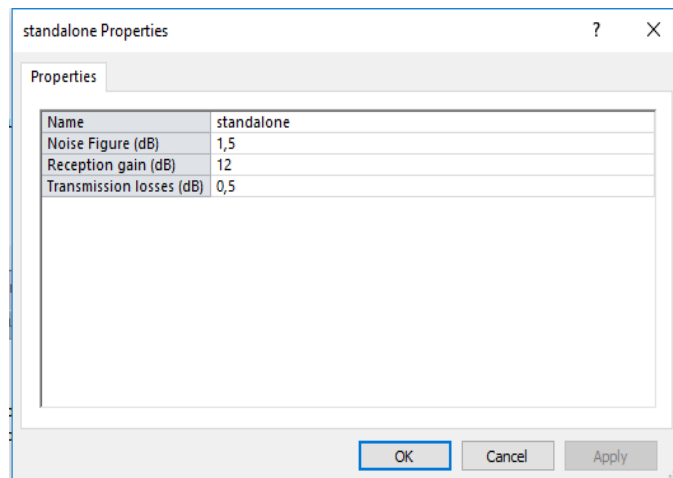 standalone Properties ?
Properties
Name standalone
Noise Figure (dB) 1,5
Reception gain (dB) 12
Transmission losses (dB) 0,5
OK Cancel Apply